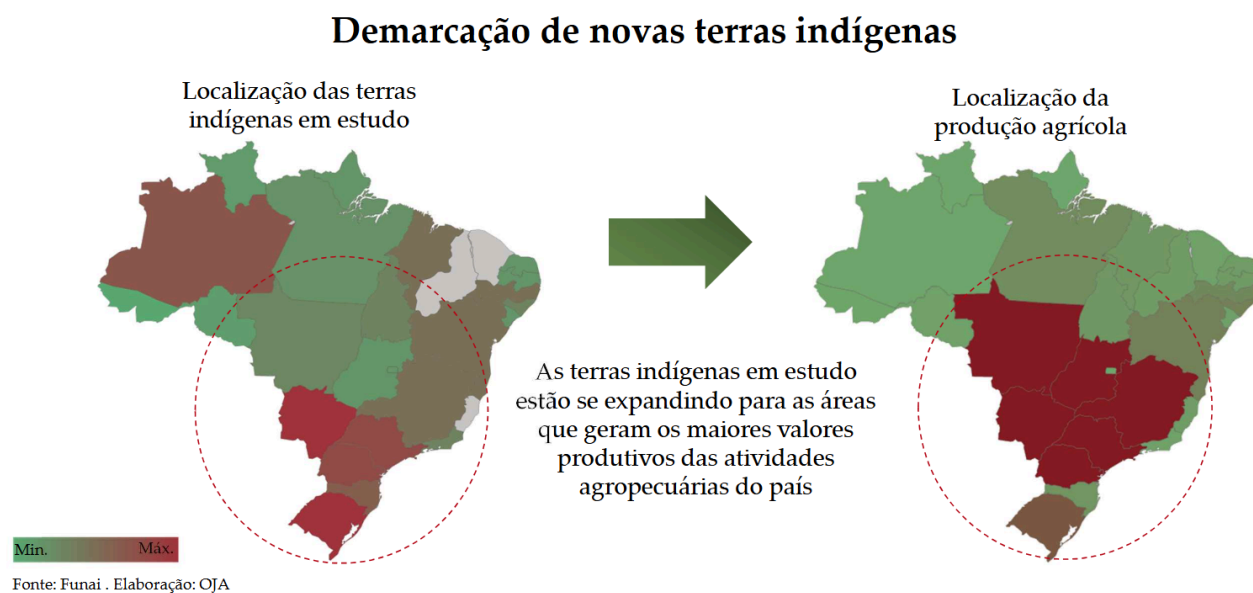 Demarcação de novas terras indígenas
Localização das terras
indígenas em estudo
Localização da
produção agrícola
As terras indígenas em estudo
estão se expandindo para as áreas
que geram os maiores valores
produtivos das atividades
agropecuárias do país
Mín. Máx.
Fonte: Funai . Elaboração: OJA